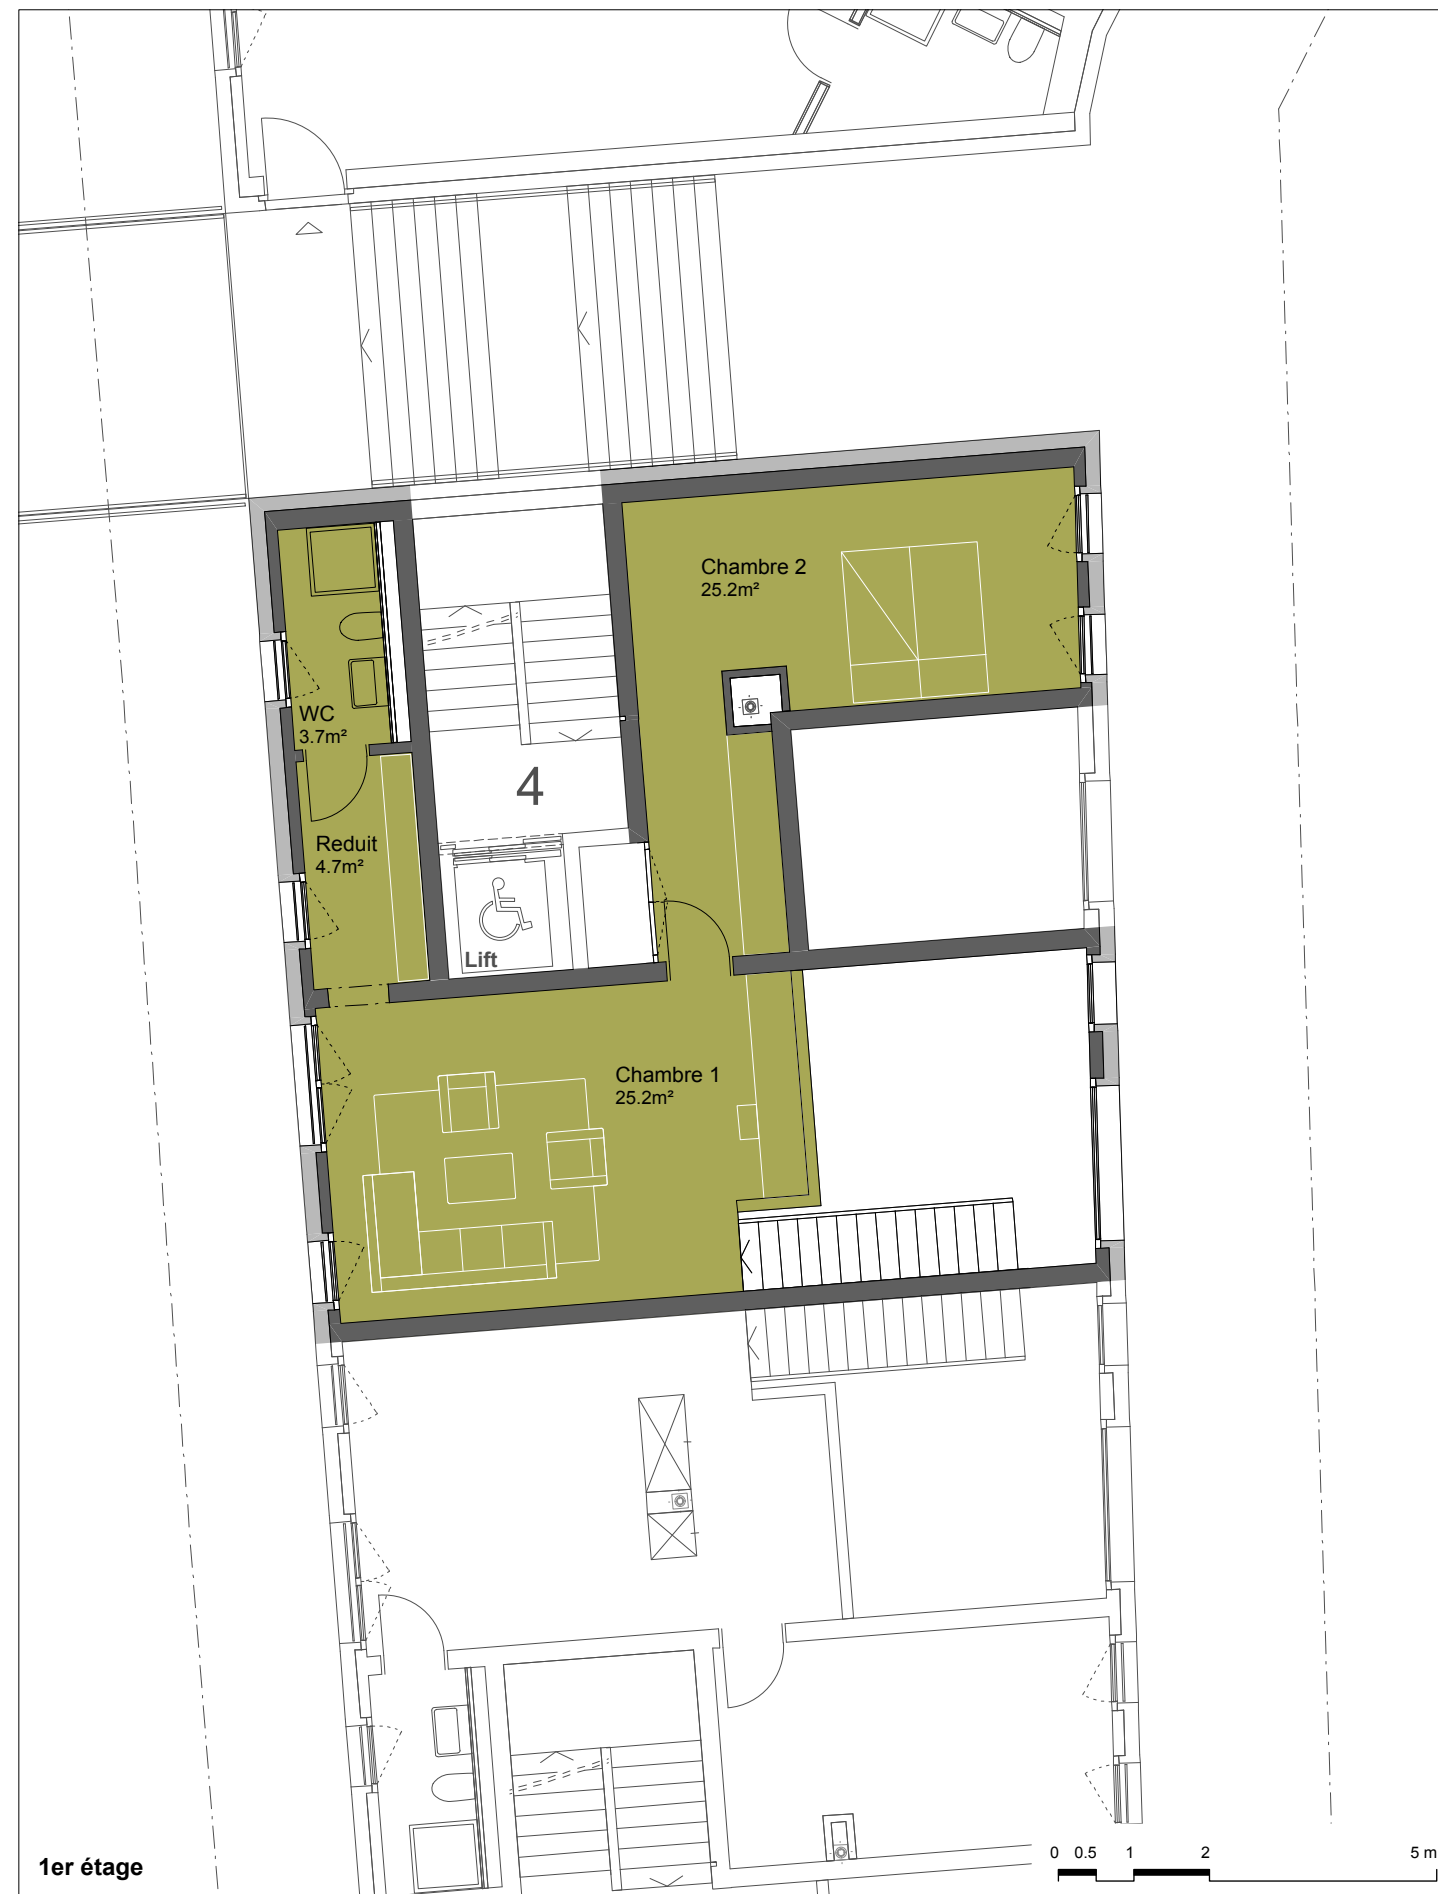 Chambre 2
25.2m²
WC
3.7m²
4
Reduit
4.7m²
Lift
Chambre 1
25.2m²
1er étage
0 0.5 1 2 5 m